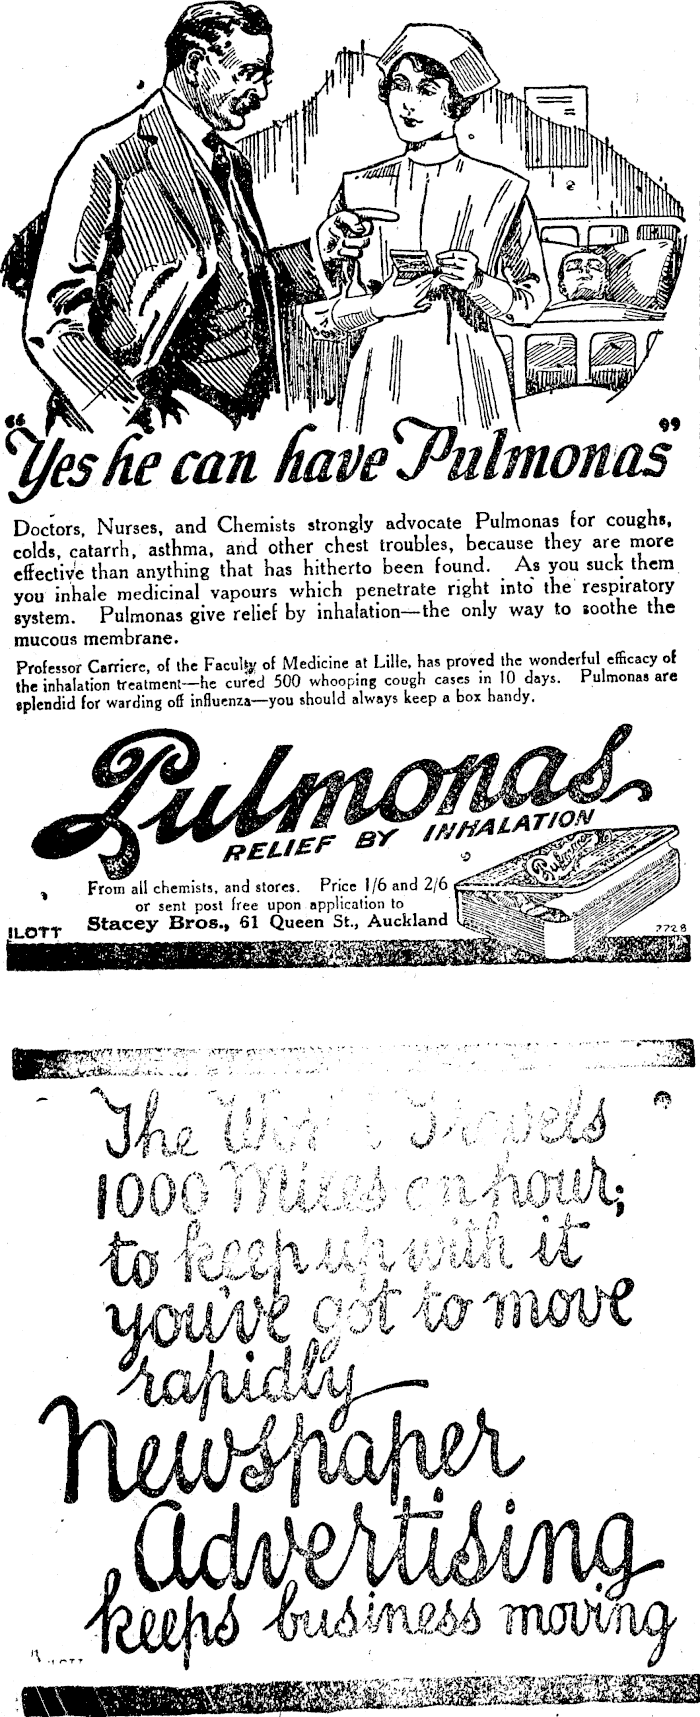 "Yes he can have Pulmonas"
Doctors, Nurses, and Chemists strongly advocate Pulmonas for coughs,
colds, catarrh, asthma, and other chest troubles, because they are more
effective than anything that has hitherto been found. As you suck them
you inhale medicinal vapours which penetrate right into the respiratory
system. Pulmonas give relief by inhalation—the only way to soothe the
mucous membrane.
Professor Carriere, of the Faculty of Medicine at Lille, has proved the wonderful efficacy of
the inhalation treatment—he cured 500 whooping cough cases in 10 days. Pulmonas are
splendid for warding off influenza—you should always keep a box handy.
Pulmonas
RELIEF BY INHALATION
Pulmonas
From all chemists, and stores. Price 1/6 and 2/6
or sent post free upon application to
Stacey Bros., 61 Queen St., Auckland
ILOTT
7728
The World Travels
1000 Miles an hour;
to keep up with it
you've got to move
rapidly
Newspaper
Advertising
keeps business moving
ILOTT